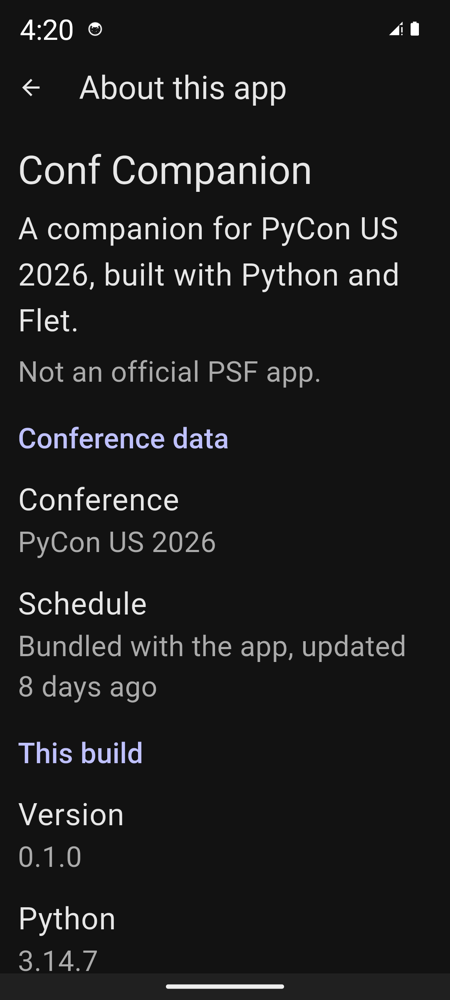 4:20
About this app
Conf Companion
A companion for PyCon US
2026, built with Python and
Flet.
Not an official PSF app.
Conference data
Conference
PyCon US 2026
Schedule
Bundled with the app, updated
8 days ago
This build
Version
0.1.0
Python
3.14.7